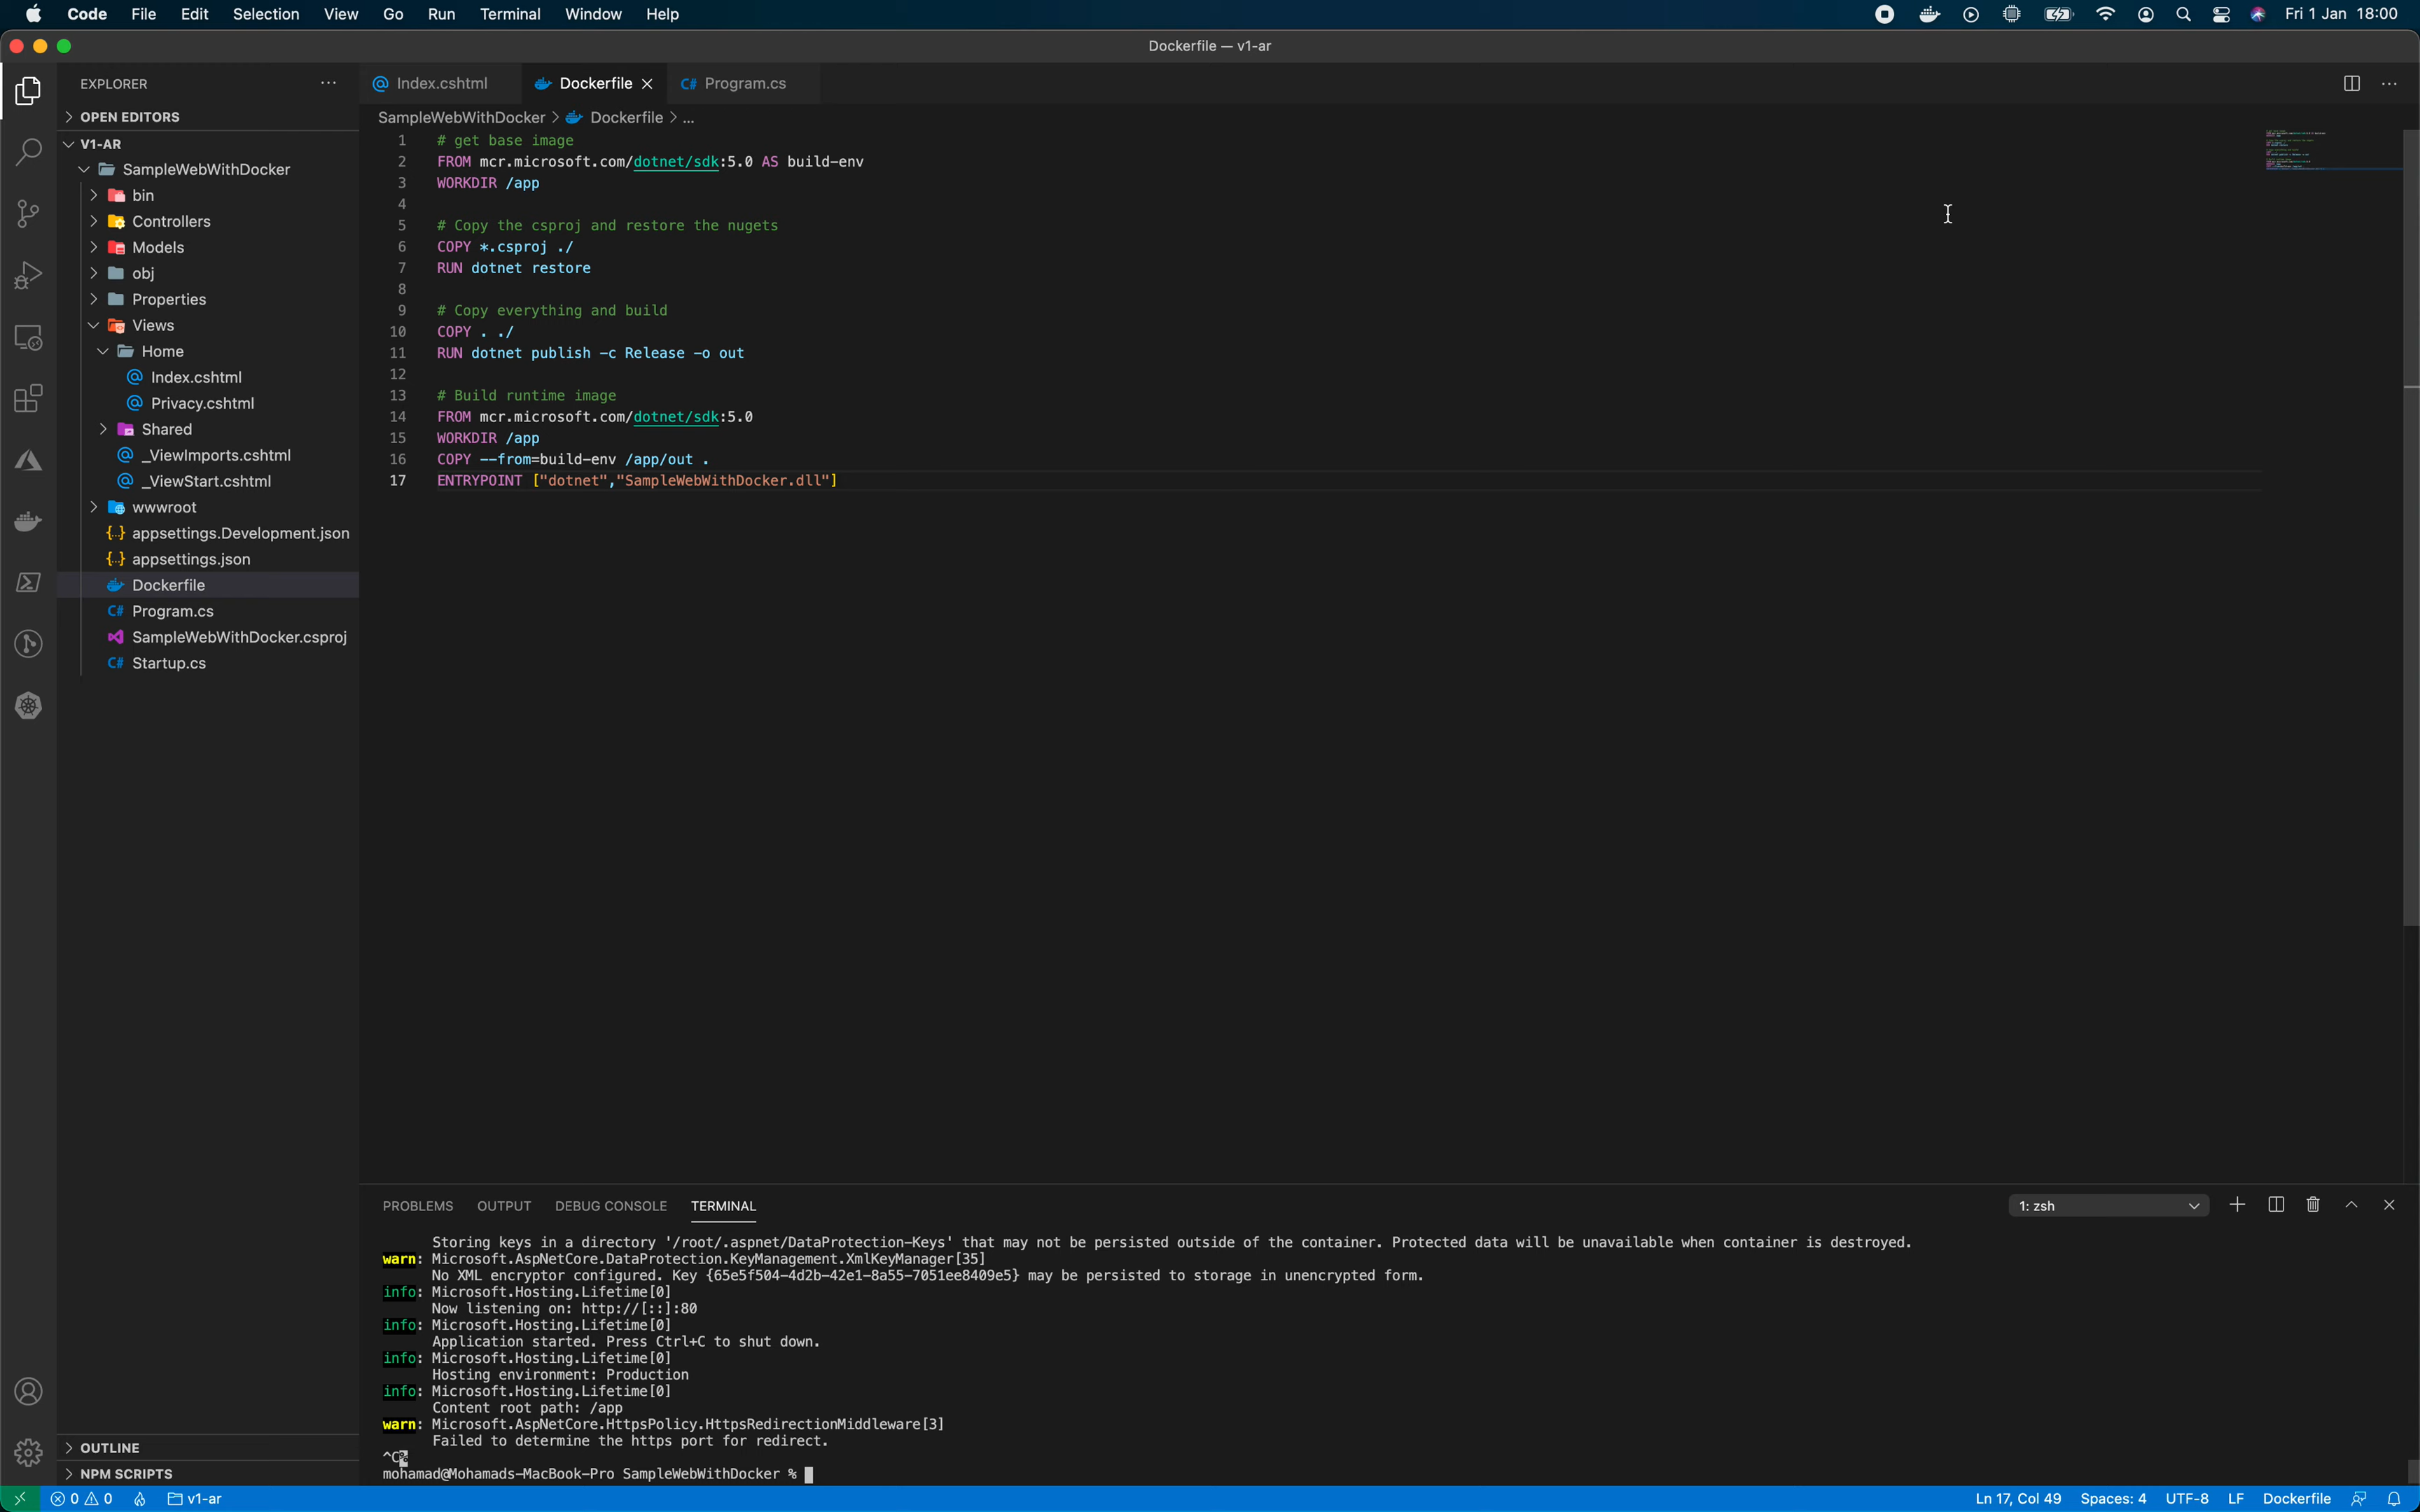 Code File Edit Selection View Go Run Terminal Window Help Fri 1 Jan 18:00
Dockerfile — v1-ar
EXPLORER ···
OPEN EDITORS
V1-AR
SampleWebWithDocker
bin
Controllers
Models
obj
Properties
Views
Home
Index.cshtml
Privacy.cshtml
Shared
_ViewImports.cshtml
_ViewStart.cshtml
wwwroot
{..} appsettings.Development.json
{..} appsettings.json
Dockerfile
C# Program.cs
SampleWebWithDocker.csproj
C# Startup.cs
OUTLINE
NPM SCRIPTS
@ Index.cshtml Dockerfile C# Program.cs
SampleWebWithDocker > Dockerfile > ...
1 # get base image
2 FROM mcr.microsoft.com/dotnet/sdk:5.0 AS build-env
3 WORKDIR /app
4
5 # Copy the csproj and restore the nugets
6 COPY *.csproj ./
7 RUN dotnet restore
8
9 # Copy everything and build
10 COPY . ./
11 RUN dotnet publish -c Release -o out
12
13 # Build runtime image
14 FROM mcr.microsoft.com/dotnet/sdk:5.0
15 WORKDIR /app
16 COPY --from=build-env /app/out .
17 ENTRYPOINT ["dotnet","SampleWebWithDocker.dll"]
PROBLEMS OUTPUT DEBUG CONSOLE TERMINAL 1: zsh
Storing keys in a directory '/root/.aspnet/DataProtection-Keys' that may not be persisted outside of the container. Protected data will be unavailable when container is destroyed.
warn: Microsoft.AspNetCore.DataProtection.KeyManagement.XmlKeyManager[35]
No XML encryptor configured. Key {65e5f504-4d2b-42e1-8a55-7051ee8409e5} may be persisted to storage in unencrypted form.
info: Microsoft.Hosting.Lifetime[0]
Now listening on: http://[::]:80
info: Microsoft.Hosting.Lifetime[0]
Application started. Press Ctrl+C to shut down.
info: Microsoft.Hosting.Lifetime[0]
Hosting environment: Production
info: Microsoft.Hosting.Lifetime[0]
Content root path: /app
warn: Microsoft.AspNetCore.HttpsPolicy.HttpsRedirectionMiddleware[3]
Failed to determine the https port for redirect.
^C%
mohamad@Mohamads-MacBook-Pro SampleWebWithDocker %
0 0 v1-ar Ln 17, Col 49 Spaces: 4 UTF-8 LF Dockerfile